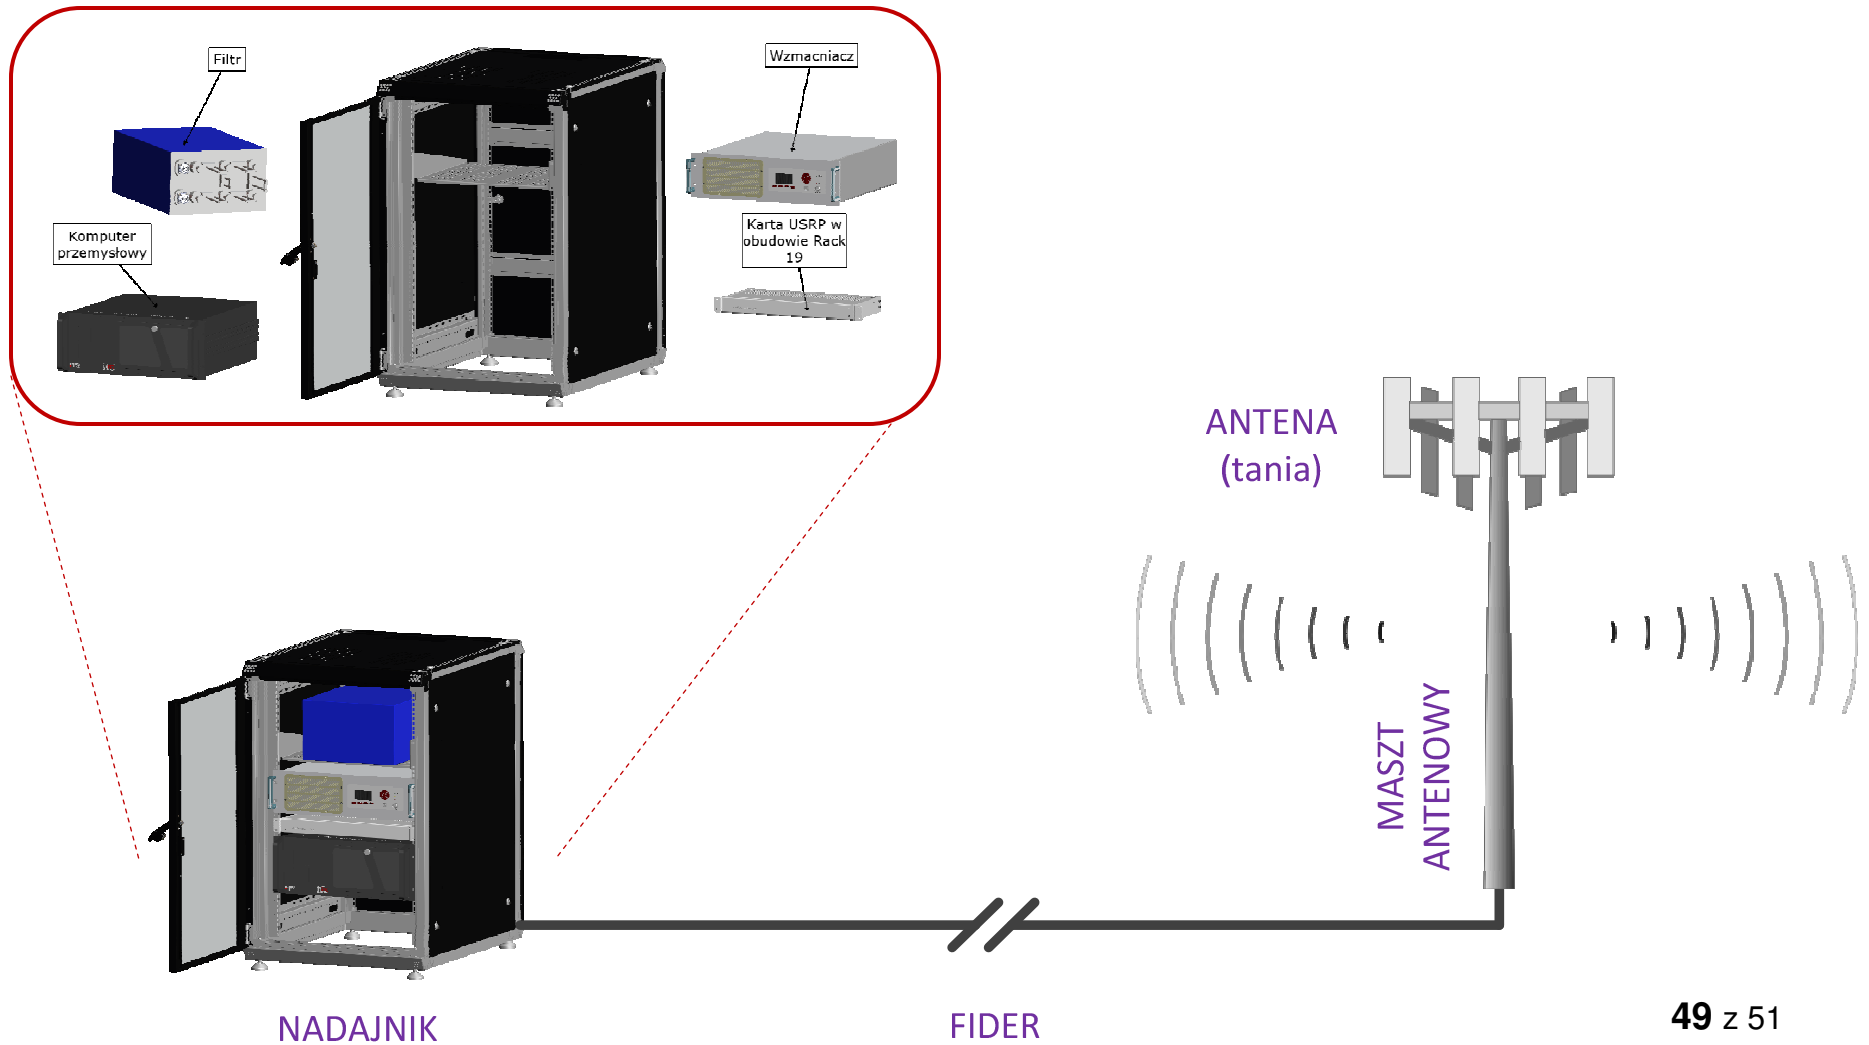 Filtr
Wzmacniacz
Komputer
przemysłowy
Karta USRP w
obudowie Rack
19
ANTENA
(tania)
MASZT
ANTENOWY
NADAJNIK
FIDER
49 z 51